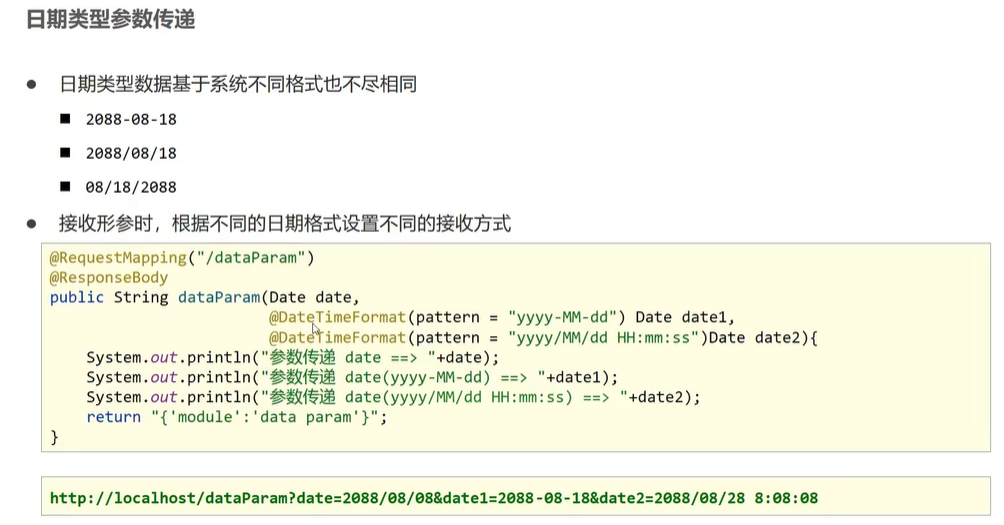 日期类型参数传递
● 日期类型数据基于系统不同格式也不尽相同
■ 2088-08-18
■ 2088/08/18
■ 08/18/2088
● 接收形参时，根据不同的日期格式设置不同的接收方式
@RequestMapping("/dataParam")
@ResponseBody
public String dataParam(Date date,
@DateTimeFormat(pattern = "yyyy-MM-dd") Date date1,
@DateTimeFormat(pattern = "yyyy/MM/dd HH:mm:ss")Date date2){
System.out.println("参数传递 date ==> "+date);
System.out.println("参数传递 date(yyyy-MM-dd) ==> "+date1);
System.out.println("参数传递 date(yyyy/MM/dd HH:mm:ss) ==> "+date2);
return "{'module':'data param'}";
}
http://localhost/dataParam?date=2088/08/08&date1=2088-08-18&date2=2088/08/28 8:08:08